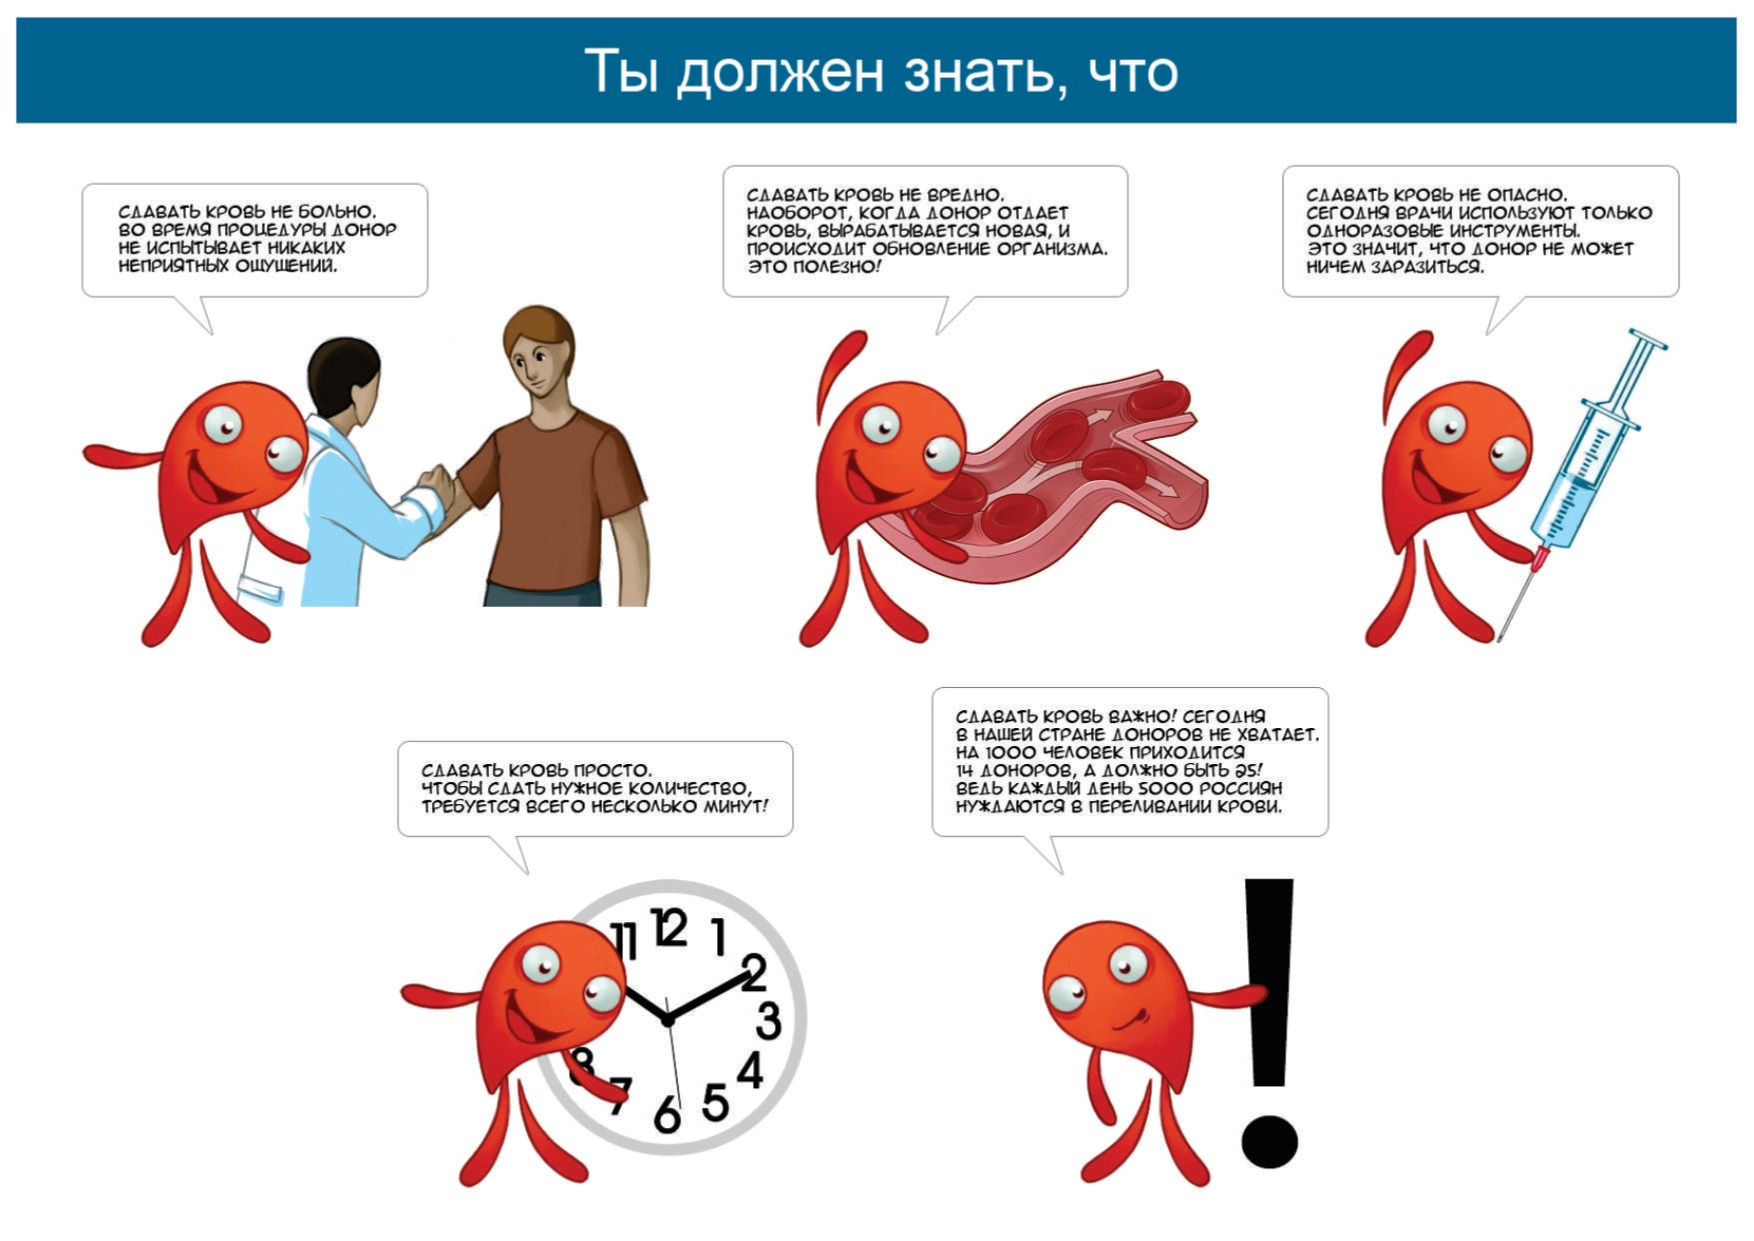 Ты должен знать, что
СДАВАТЬ КРОВЬ НЕ БОЛЬНО.
ВО ВРЕМЯ ПРОЦЕДУРЫ ДОНОР
НЕ ИСПЫТЫВАЕТ НИКАКИХ
НЕПРИЯТНЫХ ОЩУЩЕНИЙ.
СДАВАТЬ КРОВЬ НЕ ВРЕДНО.
НАОБОРОТ, КОГДА ДОНОР ОТДАЕТ
КРОВЬ, ВЫРАБАТЫВАЕТСЯ НОВАЯ, И
ПРОИСХОДИТ ОБНОВЛЕНИЕ ОРГАНИЗМА.
ЭТО ПОЛЕЗНО!
СДАВАТЬ КРОВЬ НЕ ОПАСНО.
СЕГОДНЯ ВРАЧИ ИСПОЛЬЗУЮТ ТОЛЬКО
ОДНОРАЗОВЫЕ ИНСТРУМЕНТЫ.
ЭТО ЗНАЧИТ, ЧТО ДОНОР НЕ МОЖЕТ
НИЧЕМ ЗАРАЗИТЬСЯ.
СДАВАТЬ КРОВЬ ПРОСТО.
ЧТОБЫ СДАТЬ НУЖНОЕ КОЛИЧЕСТВО,
ТРЕБУЕТСЯ ВСЕГО НЕСКОЛЬКО МИНУТ!
СДАВАТЬ КРОВЬ ВАЖНО! СЕГОДНЯ
В НАШЕЙ СТРАНЕ ДОНОРОВ НЕ ХВАТАЕТ.
НА 1000 ЧЕЛОВЕК ПРИХОДИТСЯ
14 ДОНОРОВ, А ДОЛЖНО БЫТЬ 25!
ВЕДЬ КАЖДЫЙ ДЕНЬ 5000 РОССИЯН
НУЖДАЮТСЯ В ПЕРЕЛИВАНИИ КРОВИ.
11 12 1
2
3
4
8
7 6 5
!